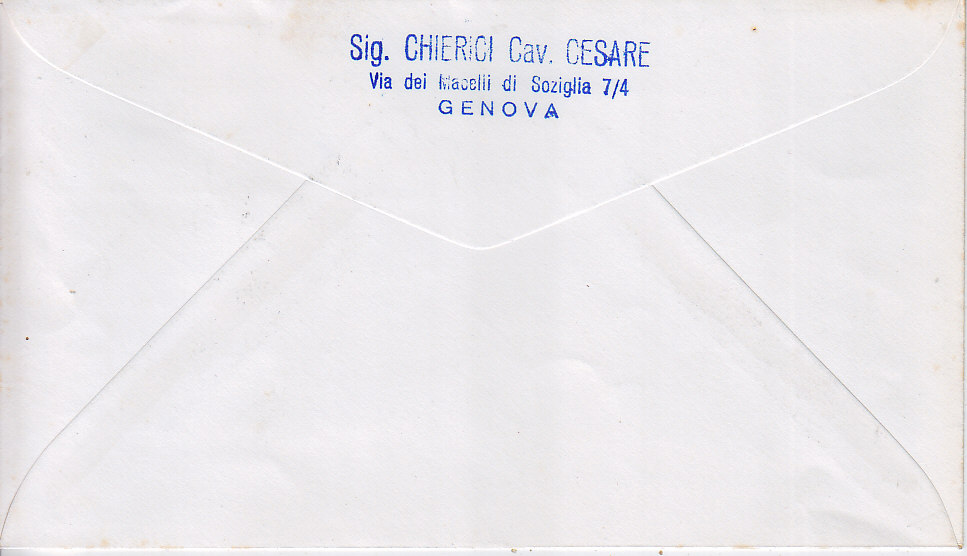 Sig. CHIERICI Cav. CESARE
Via dei Macelli di Soziglia 7/4
GENOVA